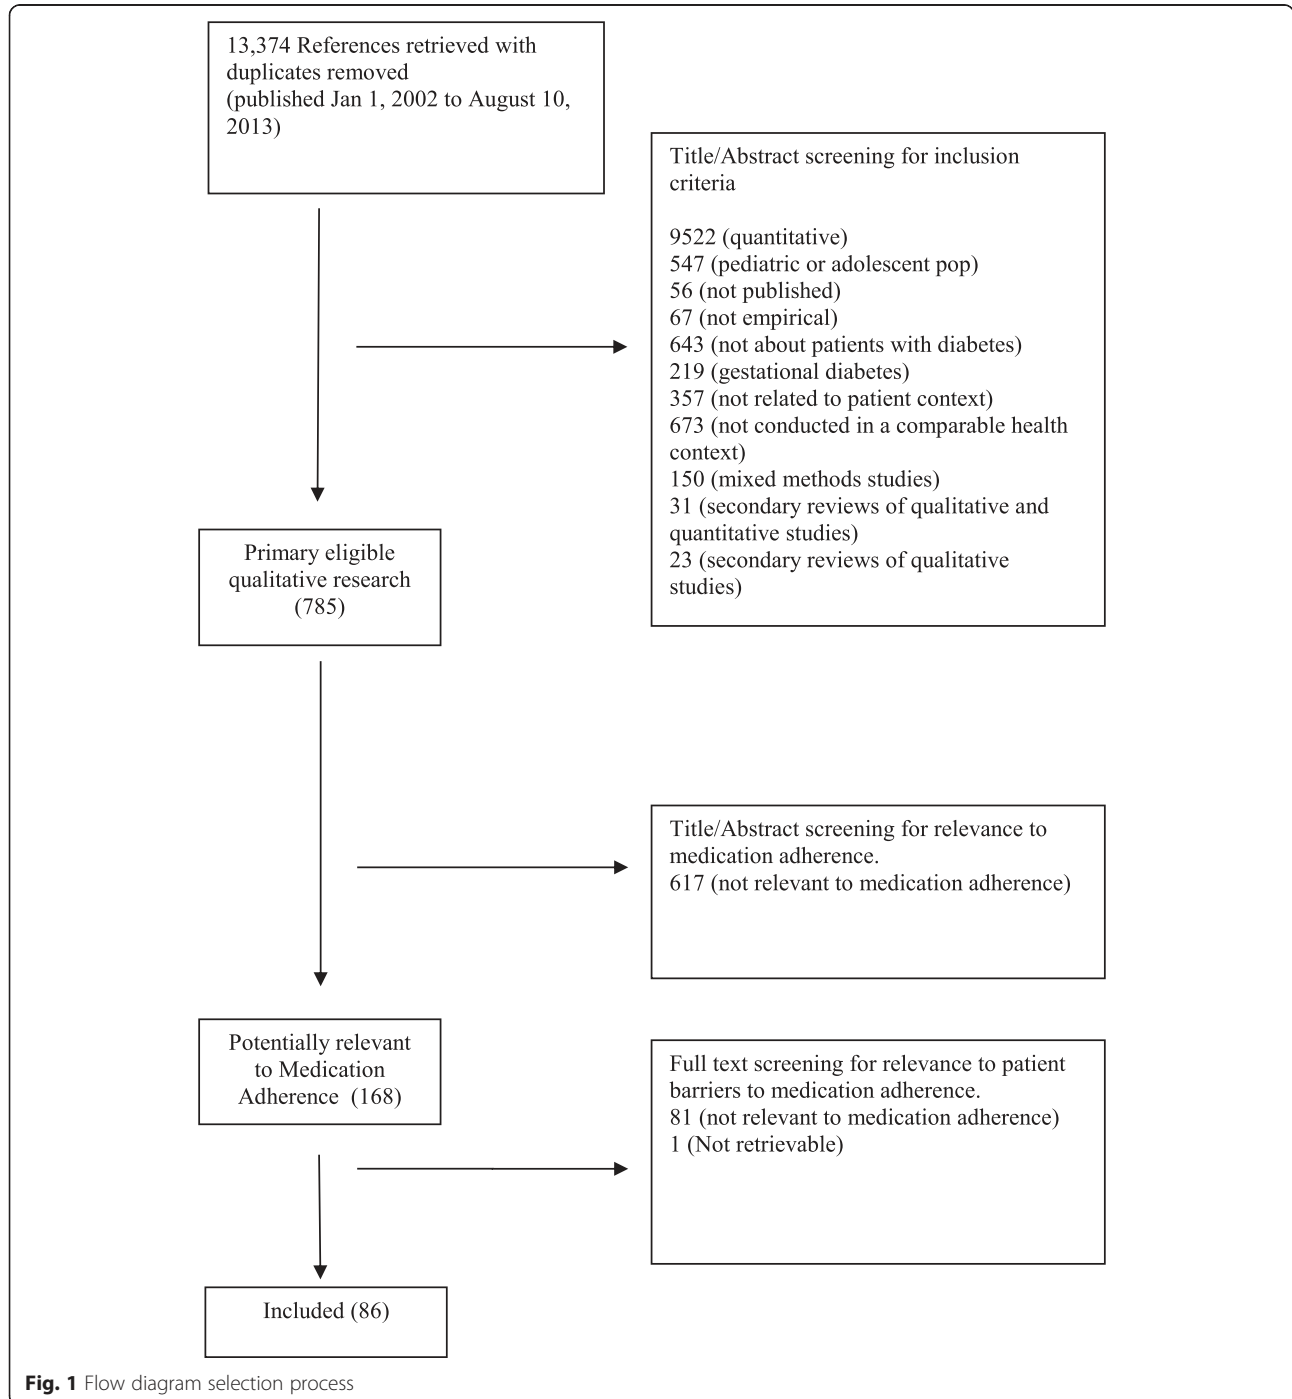 13,374 References retrieved with
duplicates removed
(published Jan 1, 2002 to August 10,
2013)
Title/Abstract screening for inclusion
criteria
9522 (quantitative)
547 (pediatric or adolescent pop)
56 (not published)
67 (not empirical)
643 (not about patients with diabetes)
219 (gestational diabetes)
357 (not related to patient context)
673 (not conducted in a comparable health
context)
150 (mixed methods studies)
31 (secondary reviews of qualitative and
quantitative studies)
23 (secondary reviews of qualitative
studies)
Primary eligible
qualitative research
(785)
Title/Abstract screening for relevance to
medication adherence.
617 (not relevant to medication adherence)
Potentially relevant
to Medication
Adherence (168)
Full text screening for relevance to patient
barriers to medication adherence.
81 (not relevant to medication adherence)
1 (Not retrievable)
Included (86)
Fig. 1 Flow diagram selection process